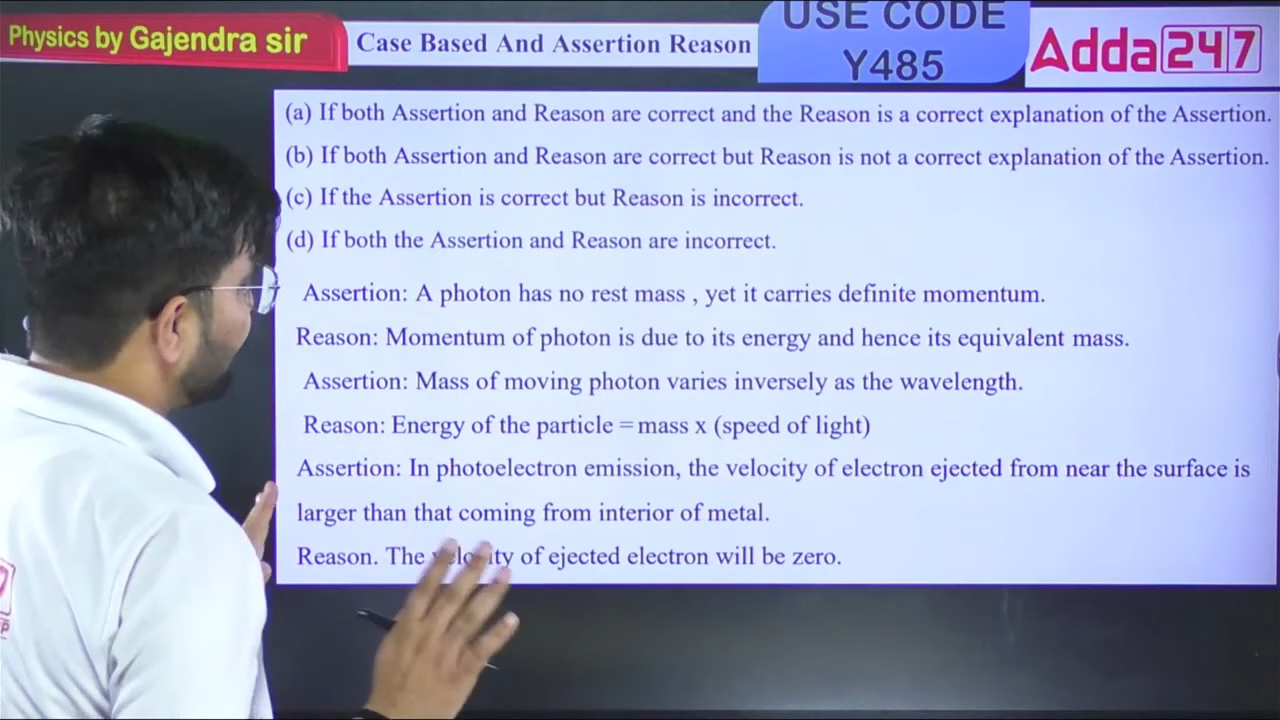 Physics by Gajendra sir
Case Based And Assertion Reason
USE CODE
Y485
Adda247
(a) If both Assertion and Reason are correct and the Reason is a correct explanation of the Assertion.
(b) If both Assertion and Reason are correct but Reason is not a correct explanation of the Assertion.
(c) If the Assertion is correct but Reason is incorrect.
(d) If both the Assertion and Reason are incorrect.
Assertion: A photon has no rest mass , yet it carries definite momentum.
Reason: Momentum of photon is due to its energy and hence its equivalent mass.
Assertion: Mass of moving photon varies inversely as the wavelength.
Reason: Energy of the particle = mass x (speed of light)
Assertion: In photoelectron emission, the velocity of electron ejected from near the surface is
larger than that coming from interior of metal.
Reason. The velocity of ejected electron will be zero.